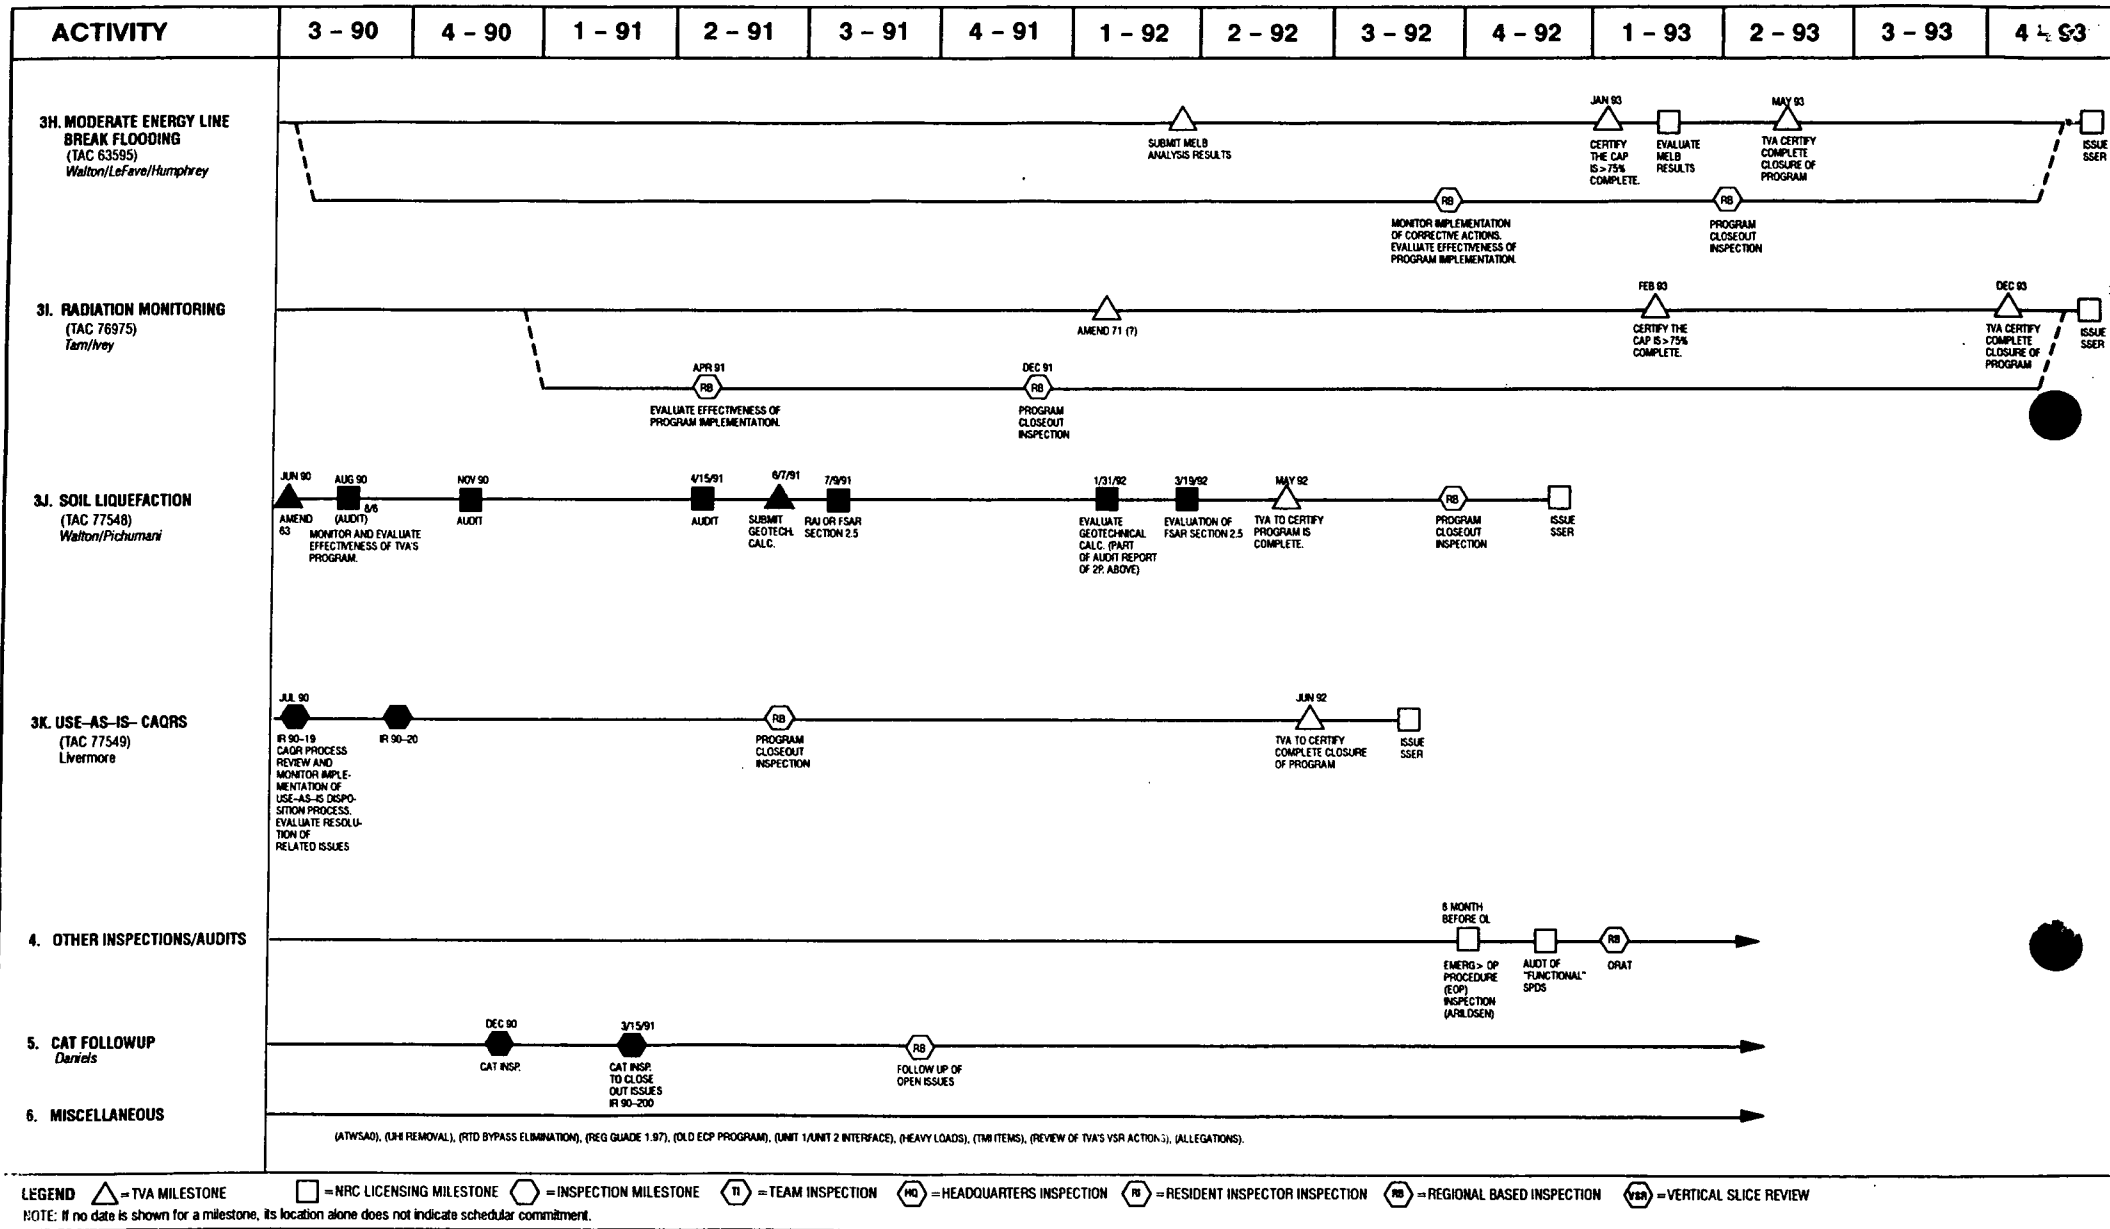 ACTIVITY 3 – 90 4 – 90 1 – 91 2 – 91 3 – 91 4 – 91 1 – 92 2 – 92 3 – 92 4 – 92 1 – 93 2 – 93 3 – 93
3H. MODERATE ENERGY LINE
BREAK FLOODING
(TAC 63595)
Walton/LeFave/Humphrey
SUBMIT MELB
ANALYSIS RESULTS
JAN 93
CERTIFY
THE CAP
IS > 75%
COMPLETE.
EVALUATE
MELB
RESULTS
MAY 93
TVA CERTIFY
COMPLETE
CLOSURE OF
PROGRAM
ISSUE
SSER
RB
MONITOR IMPLEMENTATION
OF CORRECTIVE ACTIONS.
EVALUATE EFFECTIVENESS OF
PROGRAM IMPLEMENTATION.
RB
PROGRAM
CLOSEOUT
INSPECTION
3I. RADIATION MONITORING
(TAC 76975)
Tam/Ivey
AMEND 71 (?)
FEB 93
CERTIFY THE
CAP IS > 75%
COMPLETE.
DEC 93
TVA CERTIFY
COMPLETE
CLOSURE OF
PROGRAM
ISSUE
SSER
APR 91
RB
EVALUATE EFFECTIVENESS OF
PROGRAM IMPLEMENTATION.
DEC 91
RB
PROGRAM
CLOSEOUT
INSPECTION
3J. SOIL LIQUEFACTION
(TAC 77548)
Walton/Pichumani
JUN 90
AMEND
63
AUG 90
8/6
(AUDIT)
MONITOR AND EVALUATE
EFFECTIVENESS OF TVA'S
PROGRAM.
NOV 90
AUDIT
4/15/91
AUDIT
6/7/91
SUBMIT
GEOTECH.
CALC.
7/9/91
RAI OR FSAR
SECTION 2.5
1/31/92
EVALUATE
GEOTECHNICAL
CALC. (PART
OF AUDIT REPORT
OF 2P. ABOVE)
3/19/92
EVALUATION OF
FSAR SECTION 2.5
MAY 92
TVA TO CERTIFY
PROGRAM IS
COMPLETE.
RB
PROGRAM
CLOSEOUT
INSPECTION
ISSUE
SSER
3K. USE–AS–IS– CAQRS
(TAC 77549)
Livermore
JUL 90
IR 90–19
CAQR PROCESS
REVIEW AND
MONITOR IMPLE-
MENTATION OF
USE–AS–IS DISPO-
SITION PROCESS.
EVALUATE RESOLU-
TION OF
RELATED ISSUES
IR 90–20
RB
PROGRAM
CLOSEOUT
INSPECTION
JUN 92
TVA TO CERTIFY
COMPLETE CLOSURE
OF PROGRAM
ISSUE
SSER
4. OTHER INSPECTIONS/AUDITS
6 MONTH
BEFORE OL
EMERG> OP
PROCEDURE
(EOP)
INSPECTION
(ARILDSEN)
AUDT OF
"FUNCTIONAL"
SPDS
RB
ORAT
5. CAT FOLLOWUP
Daniels
DEC 90
CAT INSP.
3/15/91
CAT INSP.
TO CLOSE
OUT ISSUES
IR 90–200
RB
FOLLOW UP OF
OPEN ISSUES
6. MISCELLANEOUS
(ATWSA0), (UHI REMOVAL), (RTD BYPASS ELIMINATION), (REG GUADE 1.97), (OLD ECP PROGRAM), (UNIT 1/UNIT 2 INTERFACE), (HEAVY LOADS), (TMI ITEMS), (REVIEW OF TVA'S VSR ACTIONS), (ALLEGATIONS).
LEGEND = TVA MILESTONE = NRC LICENSING MILESTONE = INSPECTION MILESTONE TI = TEAM INSPECTION HQ = HEADQUARTERS INSPECTION RI = RESIDENT INSPECTOR INSPECTION RB = REGIONAL BASED INSPECTION VSR = VERTICAL SLICE REVIEW
NOTE: If no date is shown for a milestone, its location alone does not indicate schedular commitment.